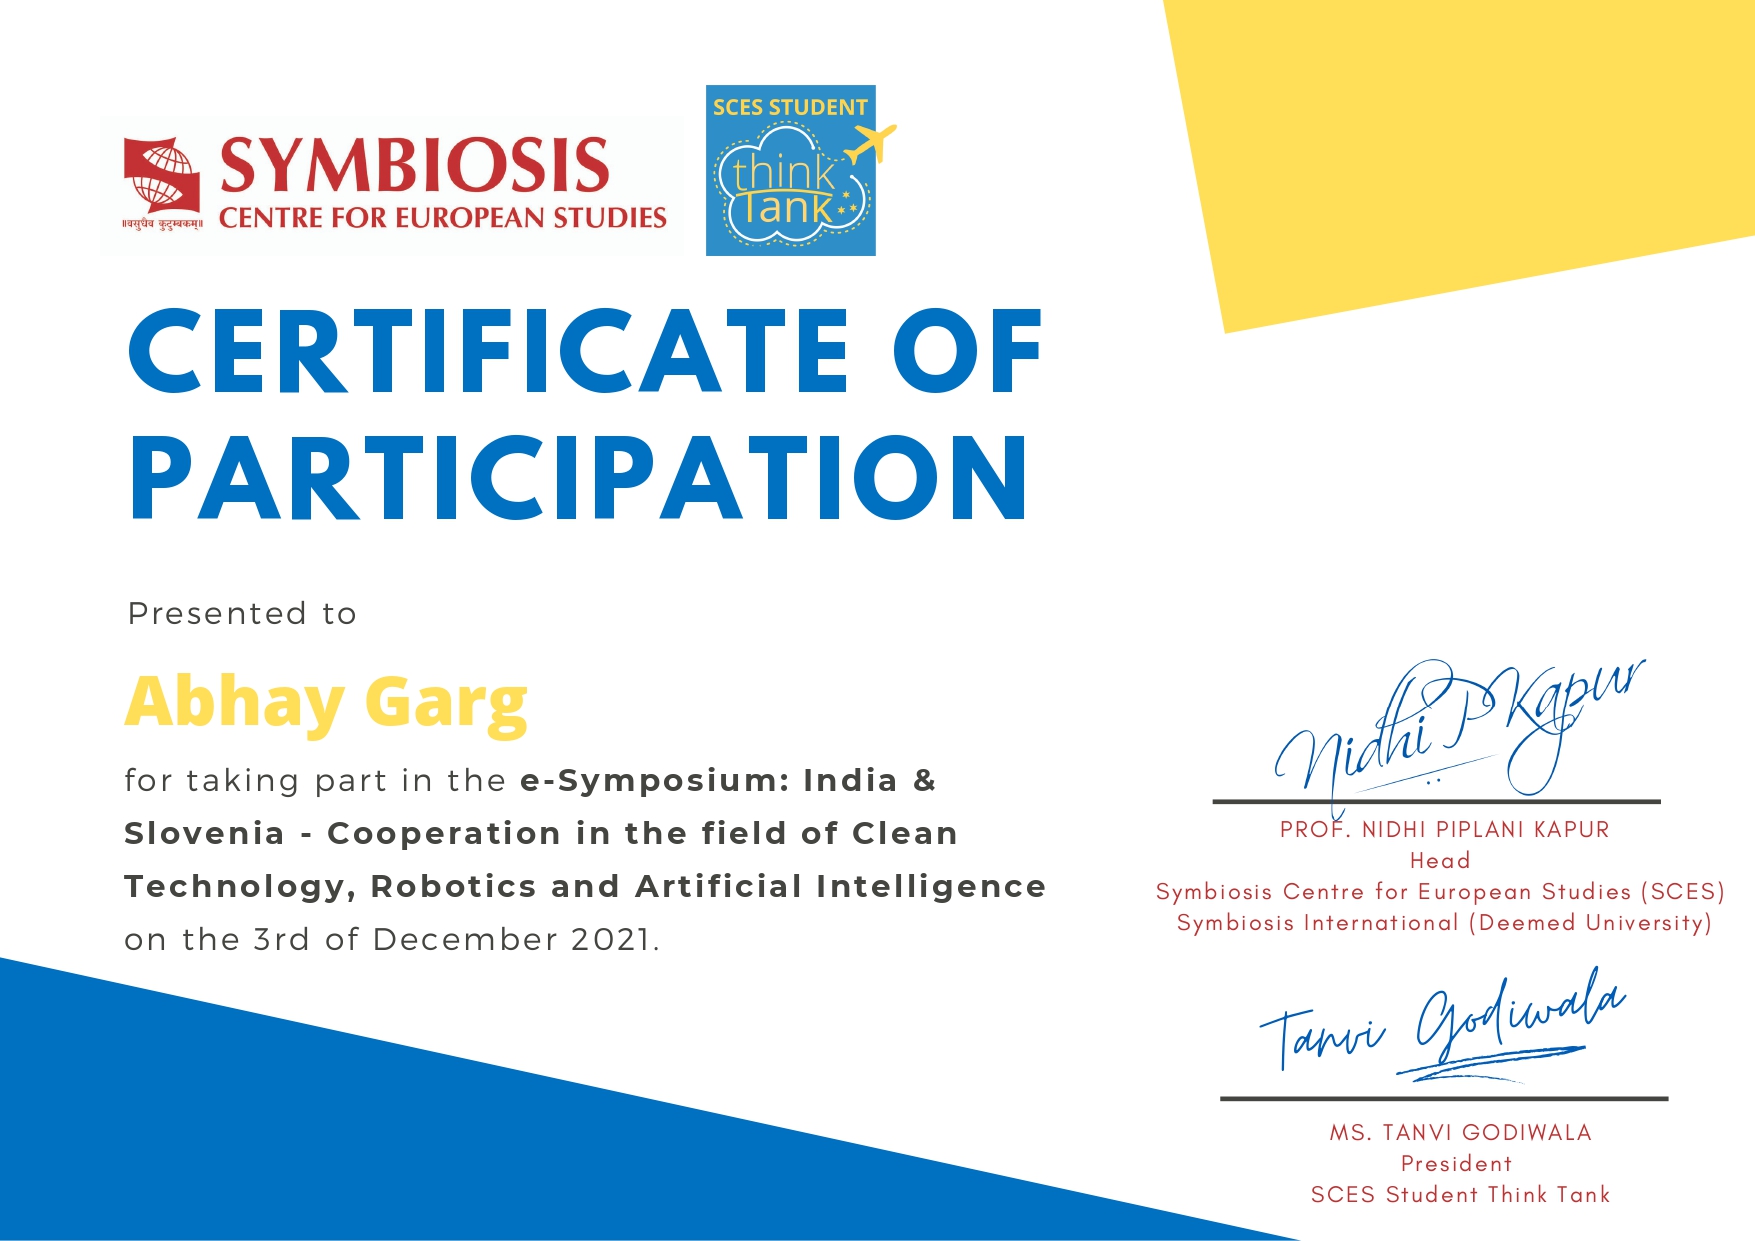 SYMBIOSIS
CENTRE FOR EUROPEAN STUDIES
॥वसुधैव कुटुम्बकम्॥
SCES STUDENT
think
Tank
CERTIFICATE OF
PARTICIPATION
Presented to
Abhay Garg
for taking part in the e-Symposium: India &
Slovenia - Cooperation in the field of Clean
Technology, Robotics and Artificial Intelligence
on the 3rd of December 2021.
Nidhi P Kapur
PROF. NIDHI PIPLANI KAPUR
Head
Symbiosis Centre for European Studies (SCES)
Symbiosis International (Deemed University)
Tanvi Godiwala
MS. TANVI GODIWALA
President
SCES Student Think Tank